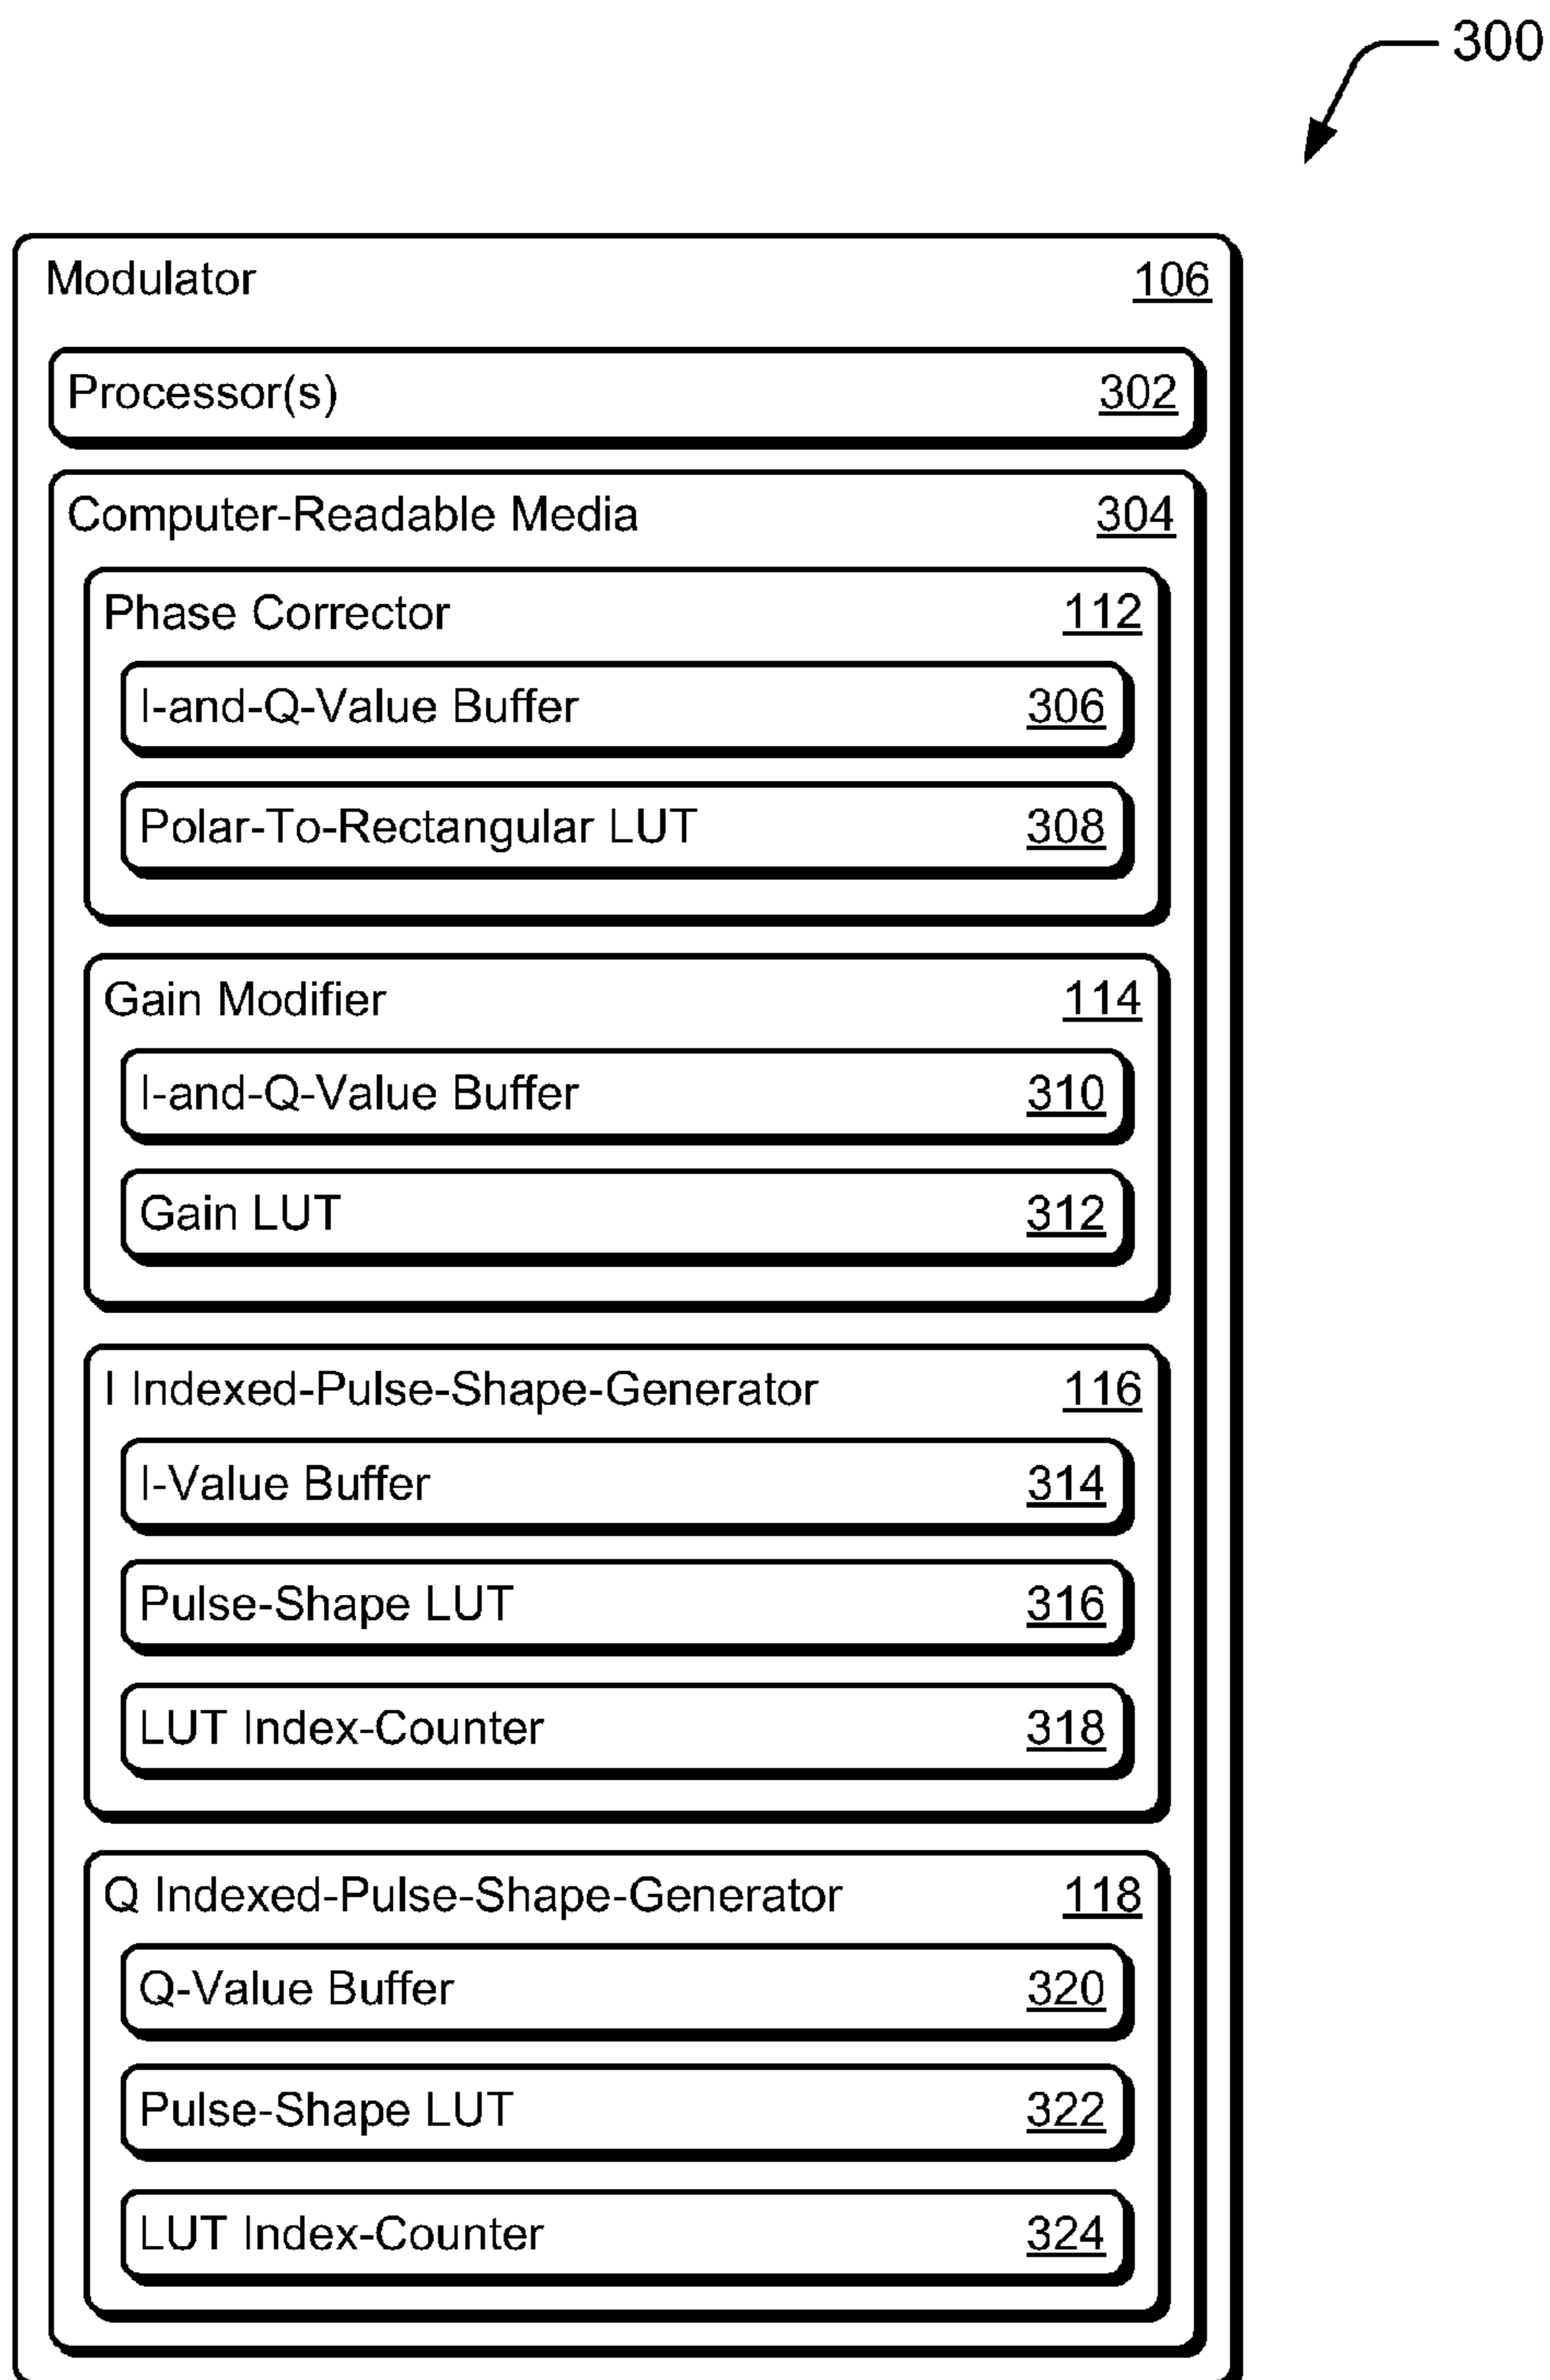 300
Modulator 106
Processor(s) 302
Computer-Readable Media 304
Phase Corrector 112
I-and-Q-Value Buffer 306
Polar-To-Rectangular LUT 308
Gain Modifier 114
I-and-Q-Value Buffer 310
Gain LUT 312
I Indexed-Pulse-Shape-Generator 116
I-Value Buffer 314
Pulse-Shape LUT 316
LUT Index-Counter 318
Q Indexed-Pulse-Shape-Generator 118
Q-Value Buffer 320
Pulse-Shape LUT 322
LUT Index-Counter 324